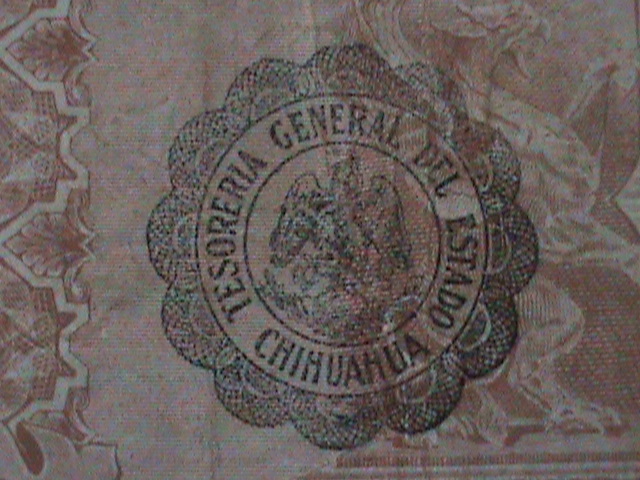 TESORERIA GENERAL DEL ESTADO
CHIHUAHUA